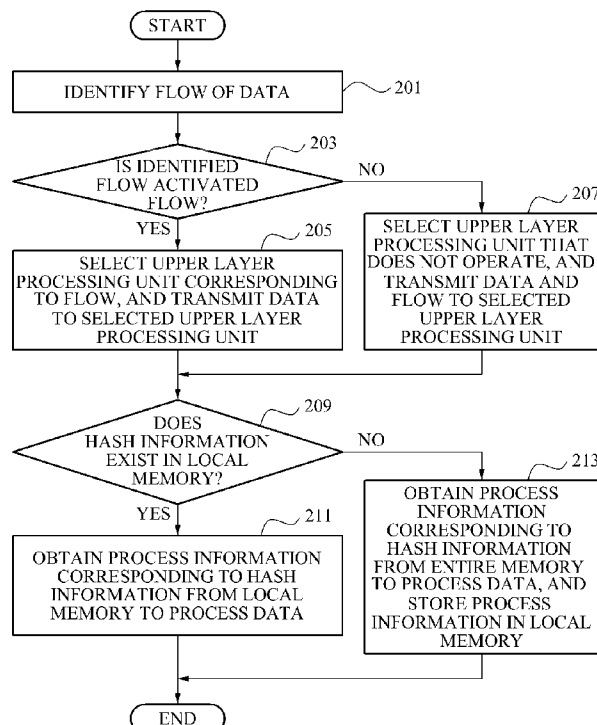 START
IDENTIFY FLOW OF DATA
201
203
IS IDENTIFIED
FLOW ACTIVATED
FLOW?
NO
YES
205
SELECT UPPER LAYER
PROCESSING UNIT CORRESPONDING
TO FLOW, AND TRANSMIT DATA
TO SELECTED UPPER LAYER
PROCESSING UNIT
207
SELECT UPPER LAYER
PROCESSING UNIT THAT
DOES NOT OPERATE, AND
TRANSMIT DATA AND
FLOW TO SELECTED
UPPER LAYER
PROCESSING UNIT
209
DOES
HASH INFORMATION
EXIST IN LOCAL
MEMORY?
NO
YES
211
OBTAIN PROCESS INFORMATION
CORRESPONDING TO HASH
INFORMATION FROM LOCAL
MEMORY TO PROCESS DATA
213
OBTAIN PROCESS
INFORMATION
CORRESPONDING TO
HASH INFORMATION
FROM ENTIRE MEMORY
TO PROCESS DATA, AND
STORE PROCESS
INFORMATION IN LOCAL
MEMORY
END